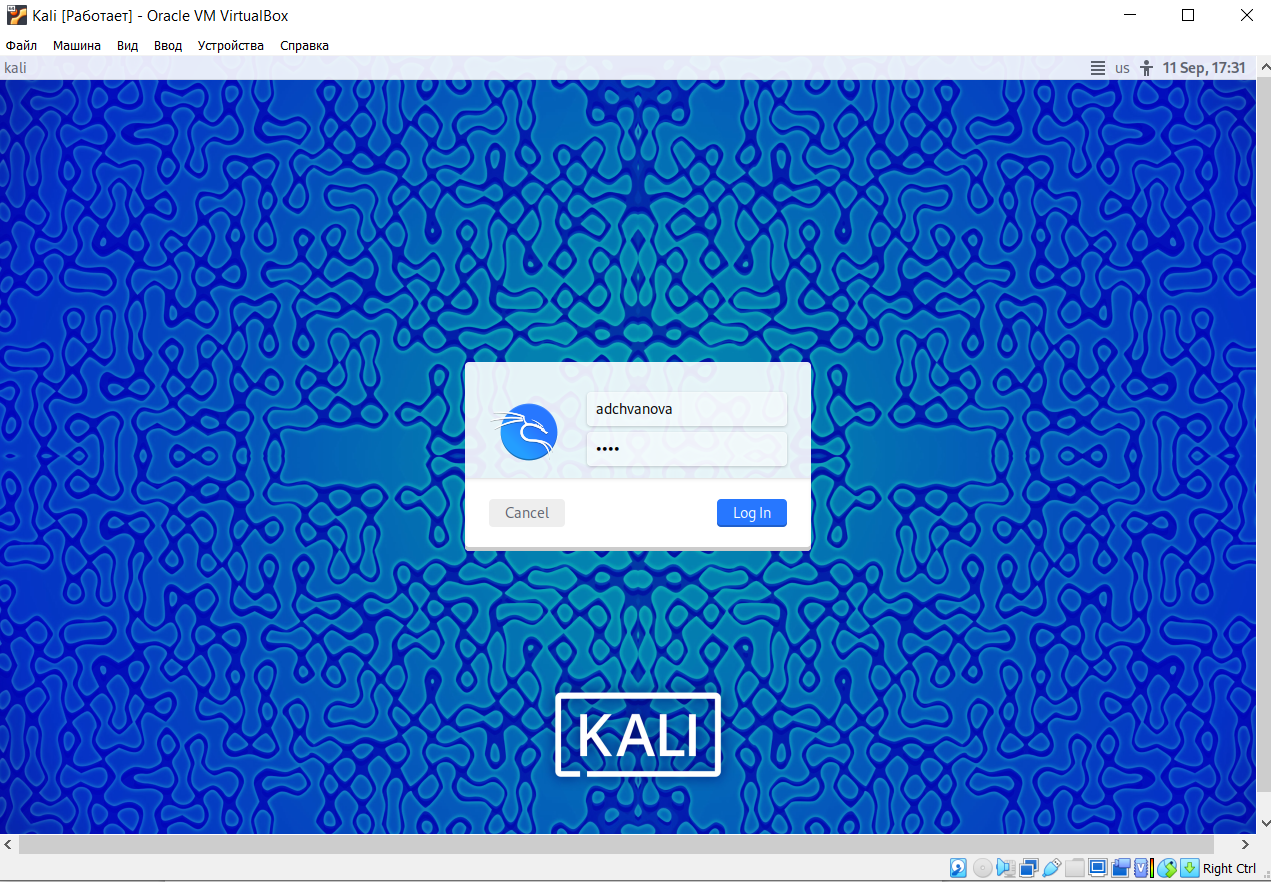 Kali [Работает] - Oracle VM VirtualBox
Файл Машина Вид Ввод Устройства Справка
kali us 11 Sep, 17:31
adchvanova
••••
Cancel Log In
KALI
Right Ctrl